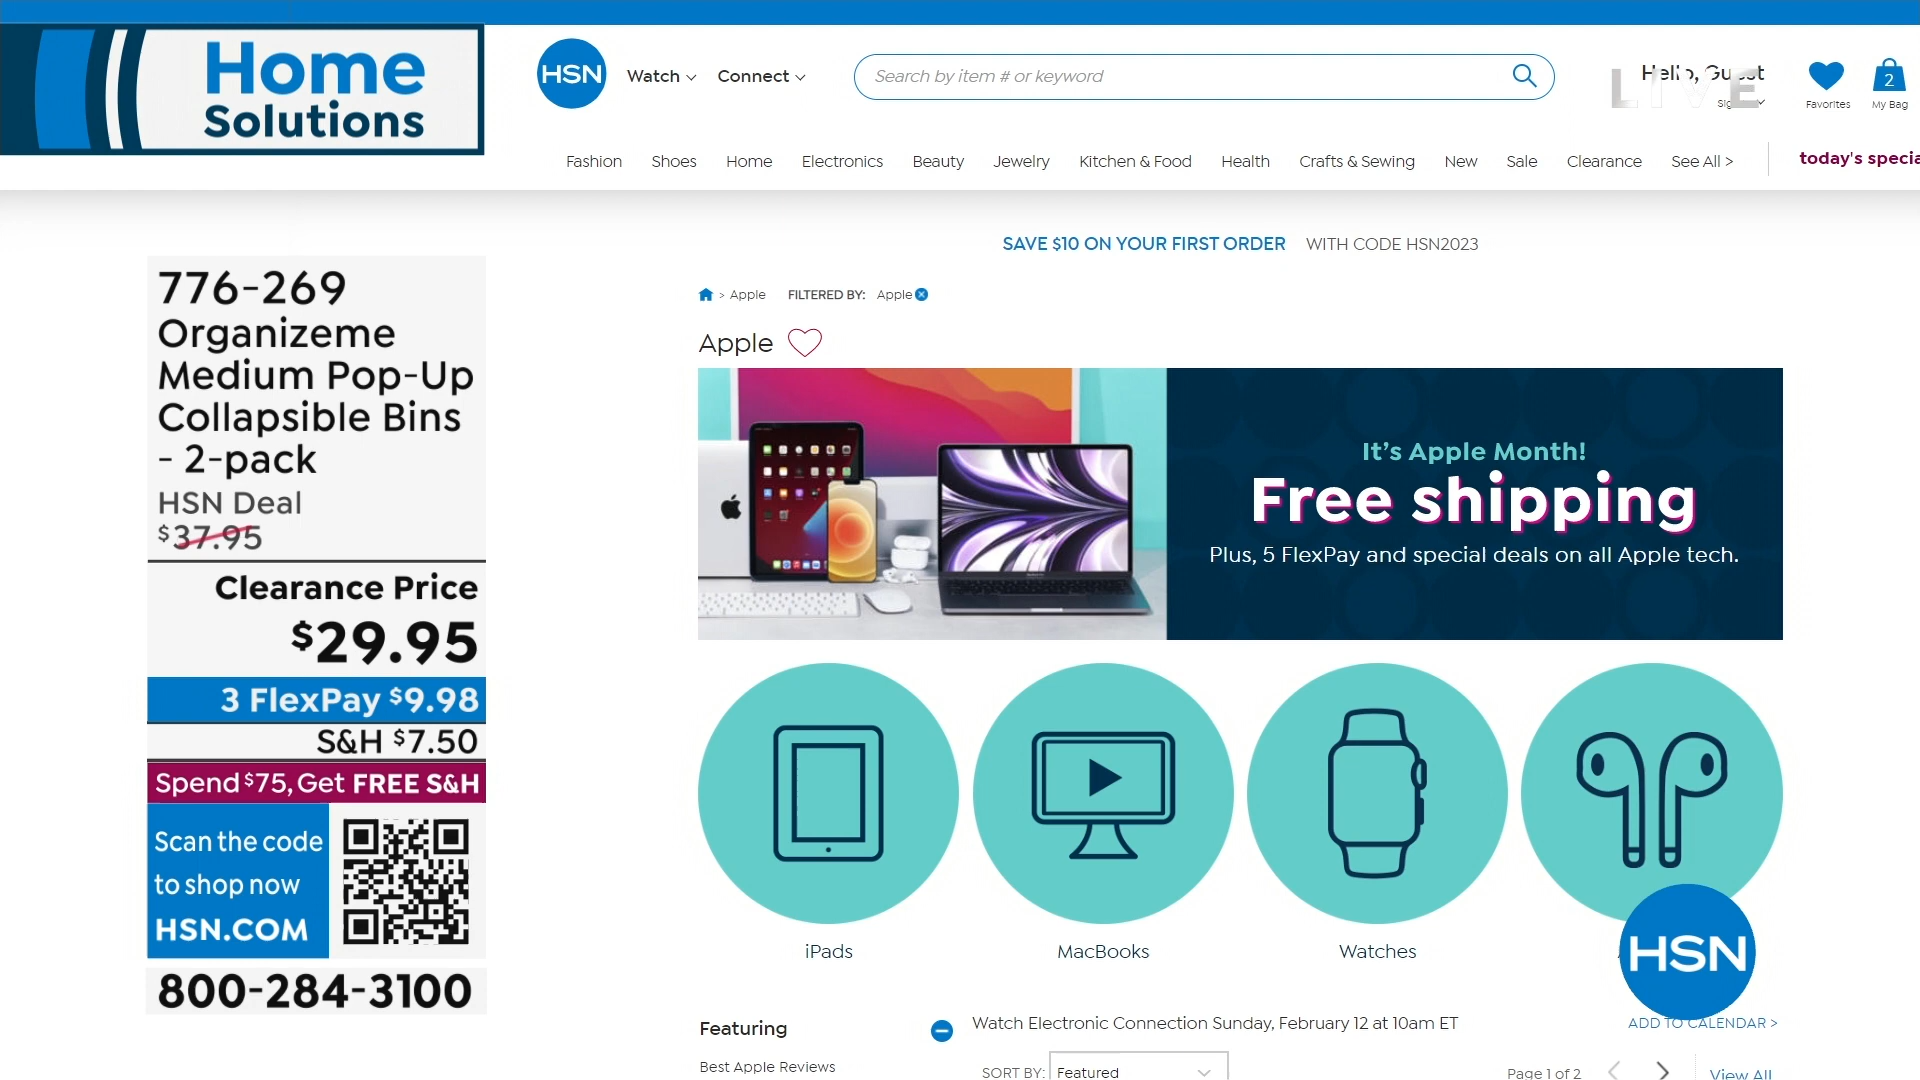 Home
Solutions
HSN
Watch
Connect
Search by item # or keyword
Hello, Guest
LIVE
Favorites
2
My Bag
Fashion
Shoes
Home
Electronics
Beauty
Jewelry
Kitchen & Food
Health
Crafts & Sewing
New
Sale
Clearance
See All >
today's specia
SAVE $10 ON YOUR FIRST ORDER WITH CODE HSN2023
> Apple FILTERED BY: Apple
Apple
776-269
Organizeme
Medium Pop-Up
Collapsible Bins
- 2-pack
HSN Deal
$37.95
Clearance Price
$29.95
3 FlexPay $9.98
S&H $7.50
Spend $75, Get FREE S&H
Scan the code
to shop now
HSN.COM
800-284-3100
It's Apple Month!
Free shipping
Plus, 5 FlexPay and special deals on all Apple tech.
iPads
MacBooks
Watches
HSN
Featuring
Best Apple Reviews
Watch Electronic Connection Sunday, February 12 at 10am ET
ADD TO CALENDAR >
SORT BY: Featured
Page 1 of 2
View All